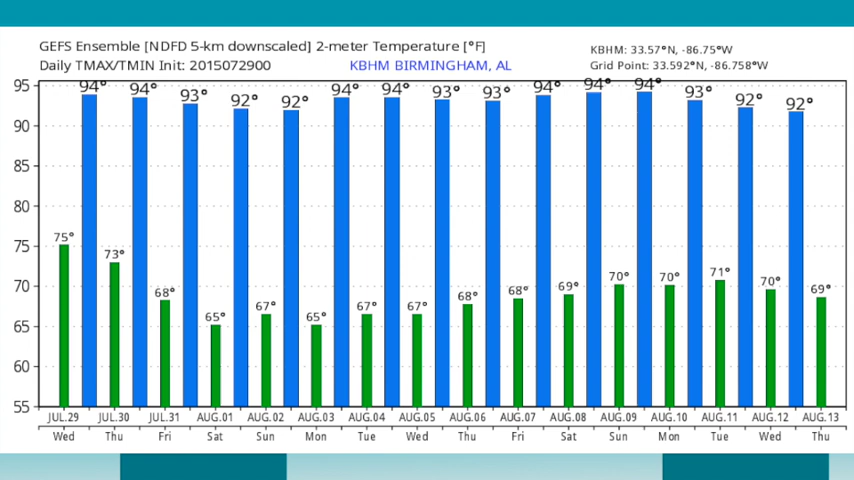 GEFS Ensemble [NDFD 5-km downscaled] 2-meter Temperature [°F]
Daily TMAX/TMIN Init: 2015072900 KBHM BIRMINGHAM, AL
KBHM: 33.57°N, -86.75°W
Grid Point: 33.592°N, -86.758°W
95
90
85
80
75
70
65
60
55
94° 94° 93° 92° 92° 94° 94° 93° 93° 94° 94° 94° 93° 92° 92°
75° 73° 68° 65° 67° 65° 67° 67° 68° 68° 69° 70° 70° 71° 70° 69°
JUL.29 JUL.30 JUL.31 AUG.01 AUG.02 AUG.03 AUG.04 AUG.05 AUG.06 AUG.07 AUG.08 AUG.09 AUG.10 AUG.11 AUG.12 AUG.13
Wed Thu Fri Sat Sun Mon Tue Wed Thu Fri Sat Sun Mon Tue Wed Thu